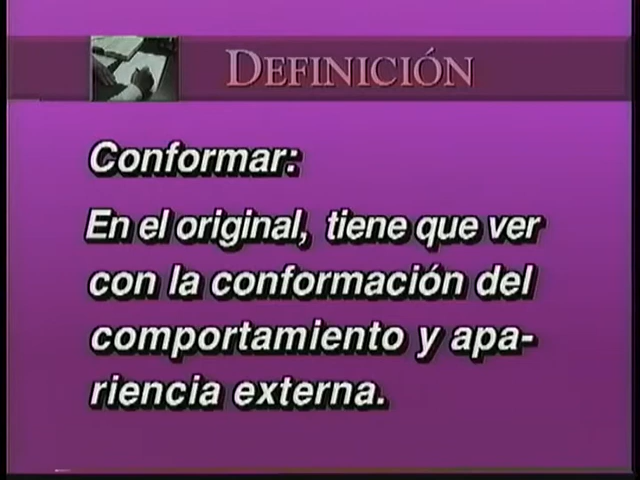 DEFINICIÓN
Conformar:
En el original, tiene que ver
con la conformación del
comportamiento y apa-
riencia externa.